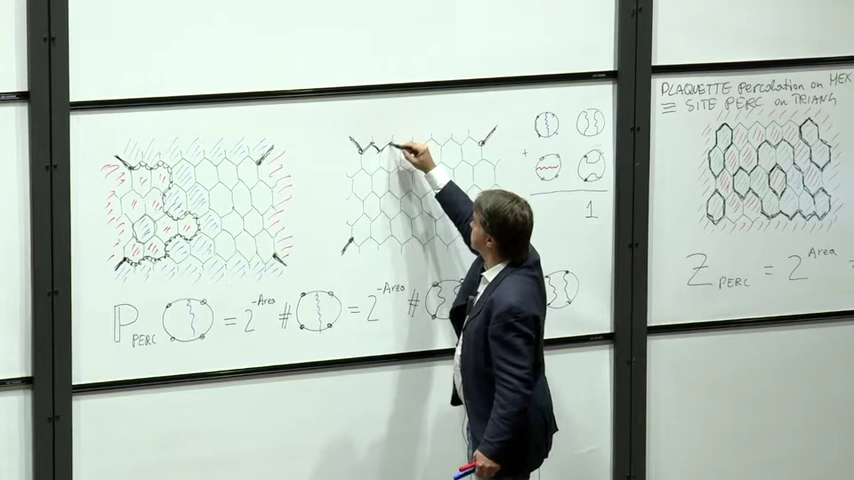 PLAQUETTE percolation on HEX
≡ SITE PERC on TRIANG
+
1
P PERC = 2^-Area # = 2^-Area #
Z PERC = 2^Area =